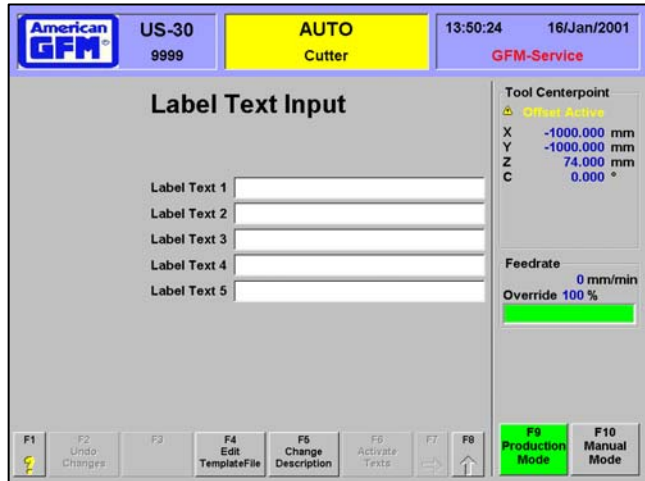 American
GFM®
US-30
9999
AUTO
Cutter
13:50:24 16/Jan/2001
GFM-Service
Label Text Input
Label Text 1
Label Text 2
Label Text 3
Label Text 4
Label Text 5
Tool Centerpoint
Offset Active
X -1000.000 mm
Y -1000.000 mm
Z 74.000 mm
C 0.000 °
Feedrate
0 mm/min
Override 100 %
F1
F2
Undo
Changes
F3
F4
Edit
TemplateFile
F5
Change
Description
F6
Activate
Texts
F7
F8
F9
Production
Mode
F10
Manual
Mode